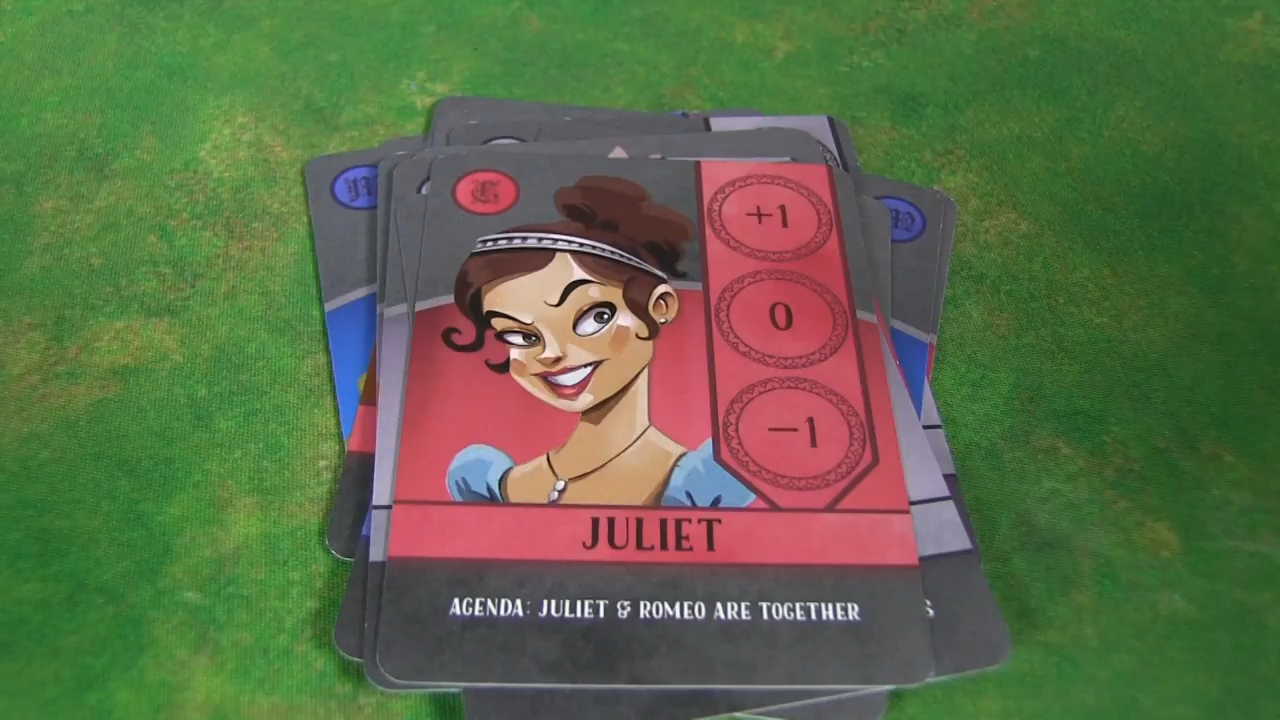 C
+1
0
−1
JULIET
AGENDA: JULIET & ROMEO ARE TOGETHER
S